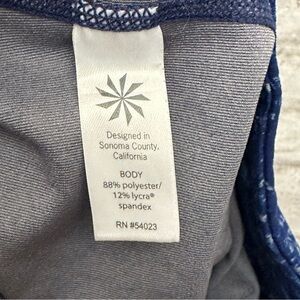 Designed in
Sonoma County,
California
BODY
88% polyester/
12% lycra®
spandex
RN #54023